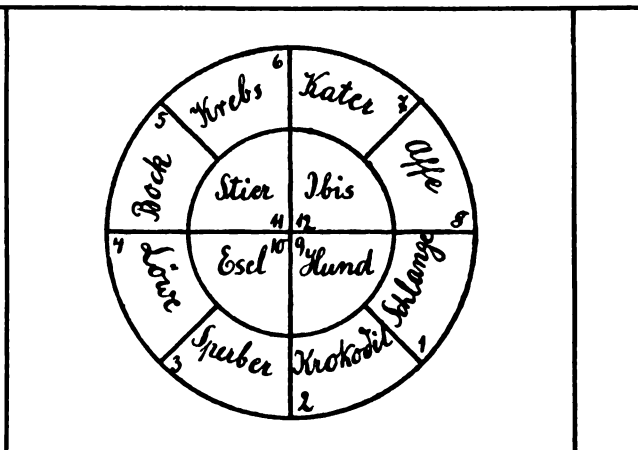 6
Krebs
Kater
7
5
Affe
Bock
Stier
Ibis
8
11
12
4
10
9
Löwe
Esel
Hund
Schlange
1
3
Sperber
Krokodil
2